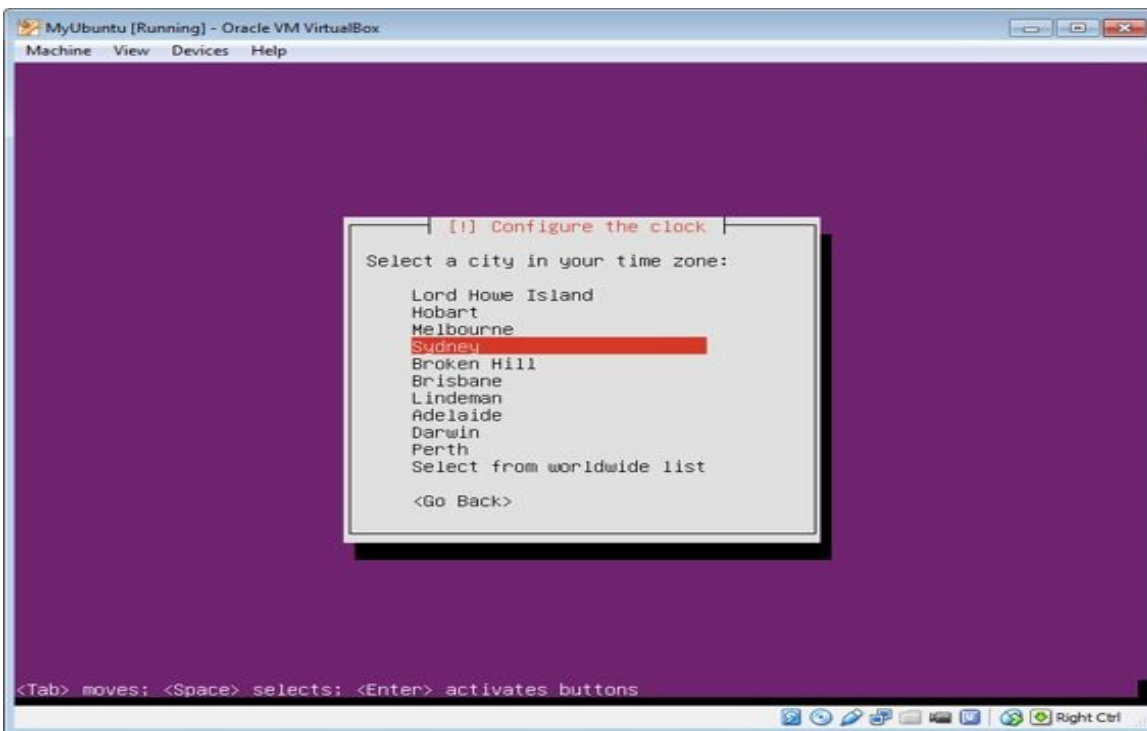 MyUbuntu [Running] - Oracle VM VirtualBox
Machine View Devices Help
[!] Configure the clock
Select a city in your time zone:
Lord Howe Island
Hobart
Melbourne
Sydney
Broken Hill
Brisbane
Lindeman
Adelaide
Darwin
Perth
Select from worldwide list
<Go Back>
<Tab> moves; <Space> selects; <Enter> activates buttons
Right Ctrl